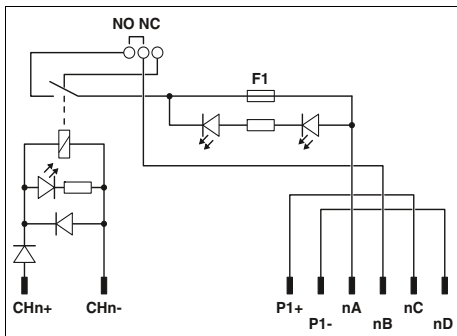 NO NC
F1
CHn+ CHn- P1+ nA nC
P1- nB nD